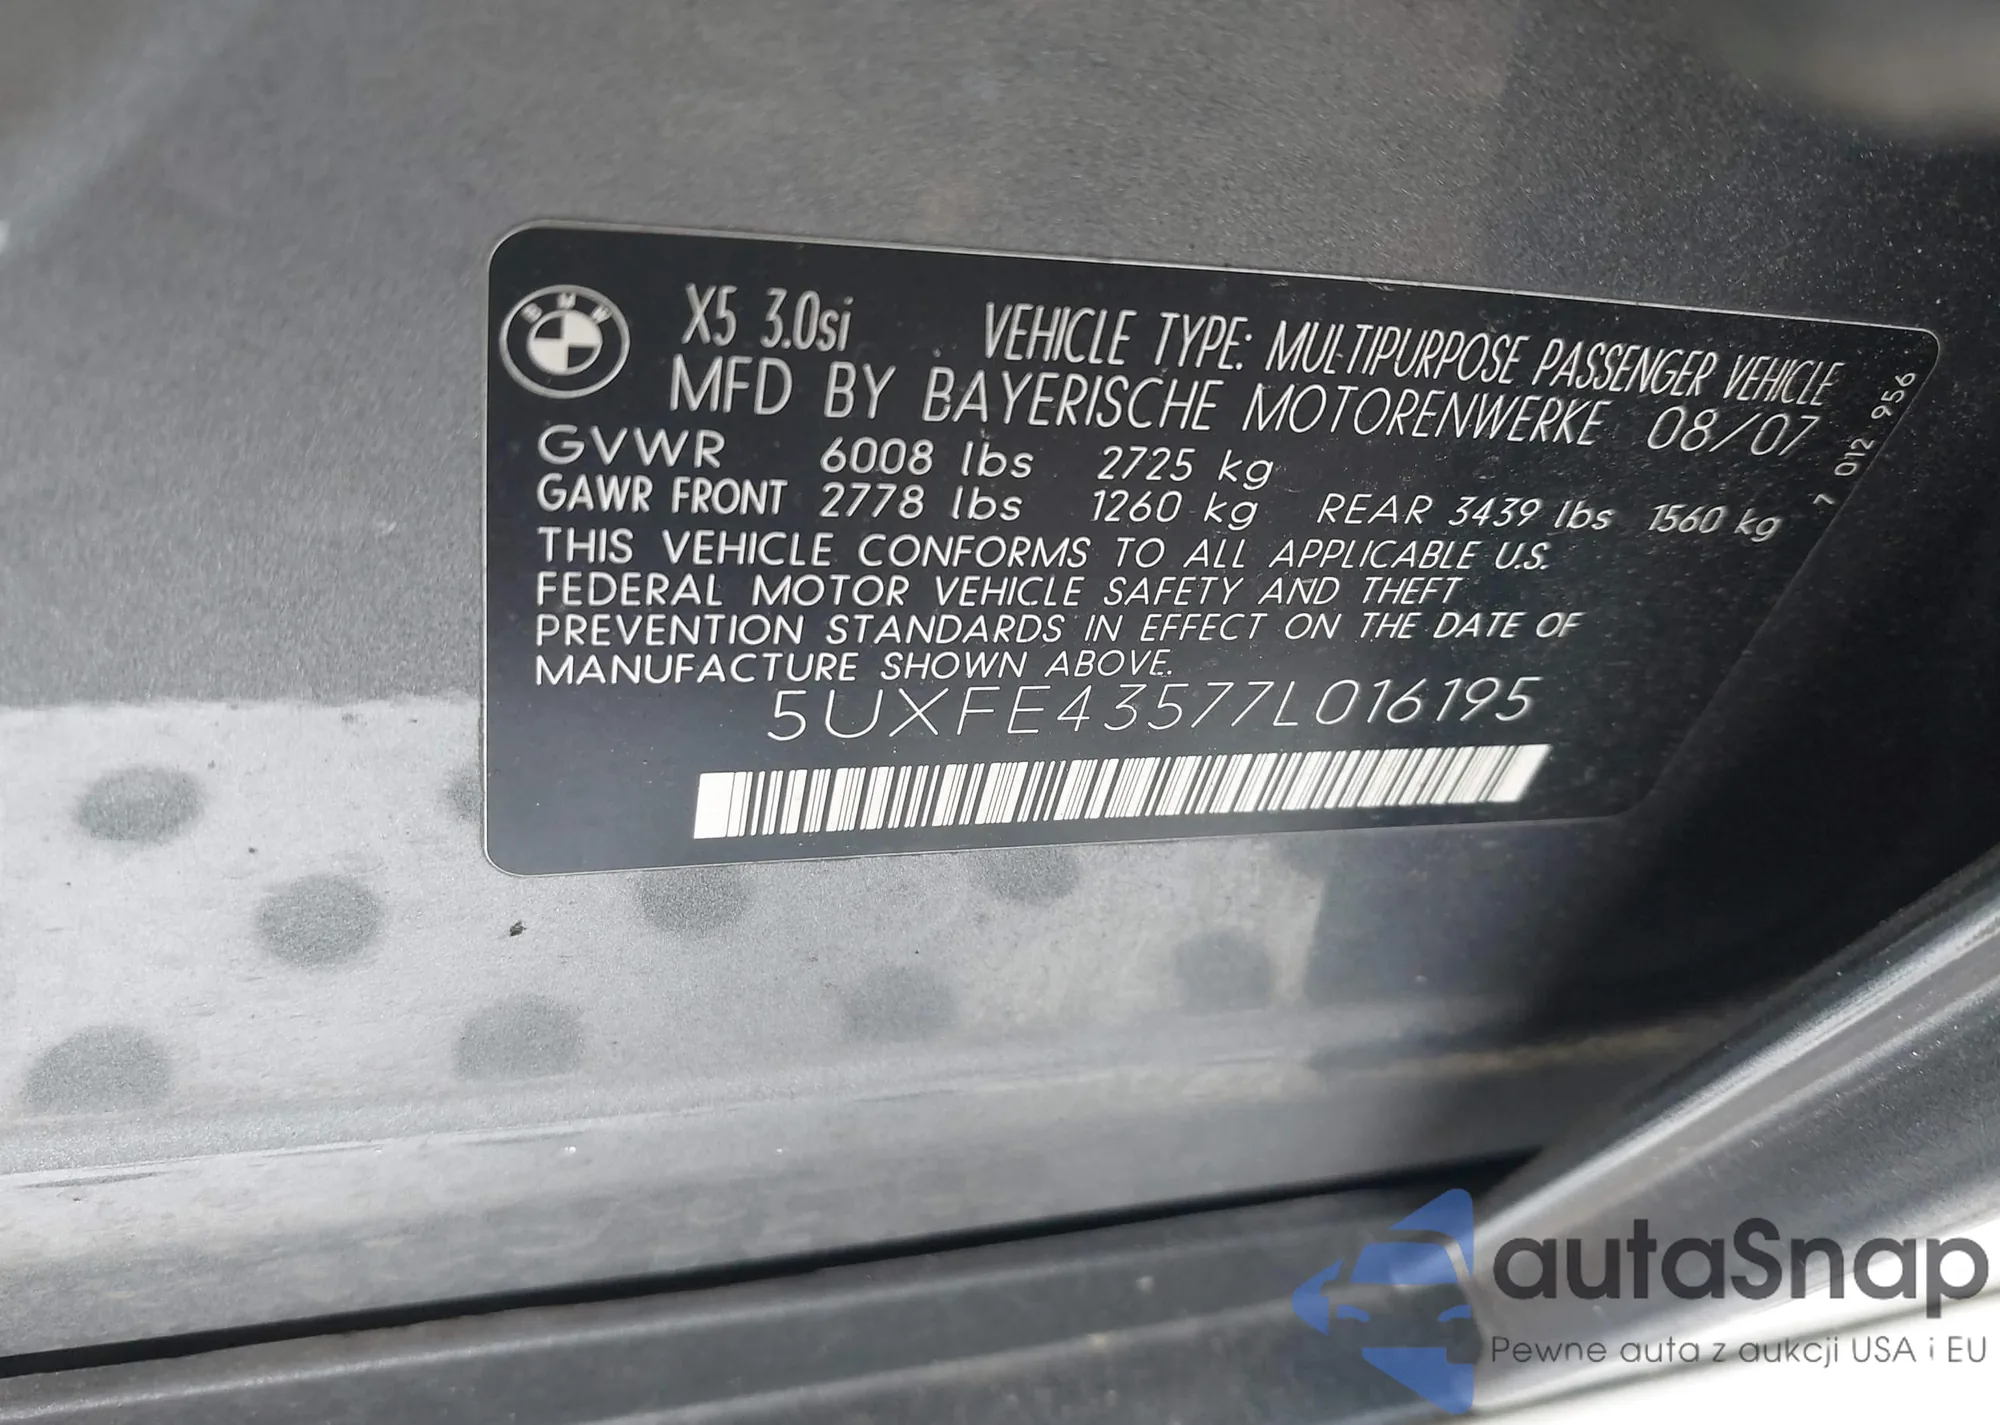 BMW
X5 3.0si VEHICLE TYPE: MULTIPURPOSE PASSENGER VEHICLE
MFD BY BAYERISCHE MOTORENWERKE 08/07
GVWR 6008 lbs 2725 kg
GAWR FRONT 2778 lbs 1260 kg REAR 3439 lbs 1560 kg
7 012 956
THIS VEHICLE CONFORMS TO ALL APPLICABLE U.S.
FEDERAL MOTOR VEHICLE SAFETY AND THEFT
PREVENTION STANDARDS IN EFFECT ON THE DATE OF
MANUFACTURE SHOWN ABOVE.
5UXFE43577L016195
autaSnap
Pewne auta z aukcji USA i EU